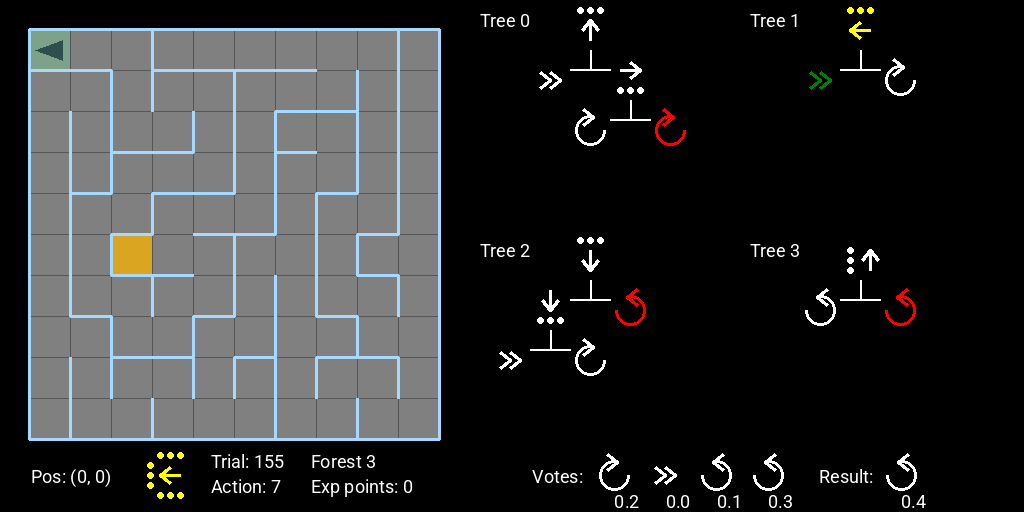 Tree 0
Tree 1
Tree 2
Tree 3
Pos: (0, 0)
Trial: 155
Forest 3
Action: 7
Exp points: 0
Votes:
0.2
0.0
0.1
0.3
Result:
0.4